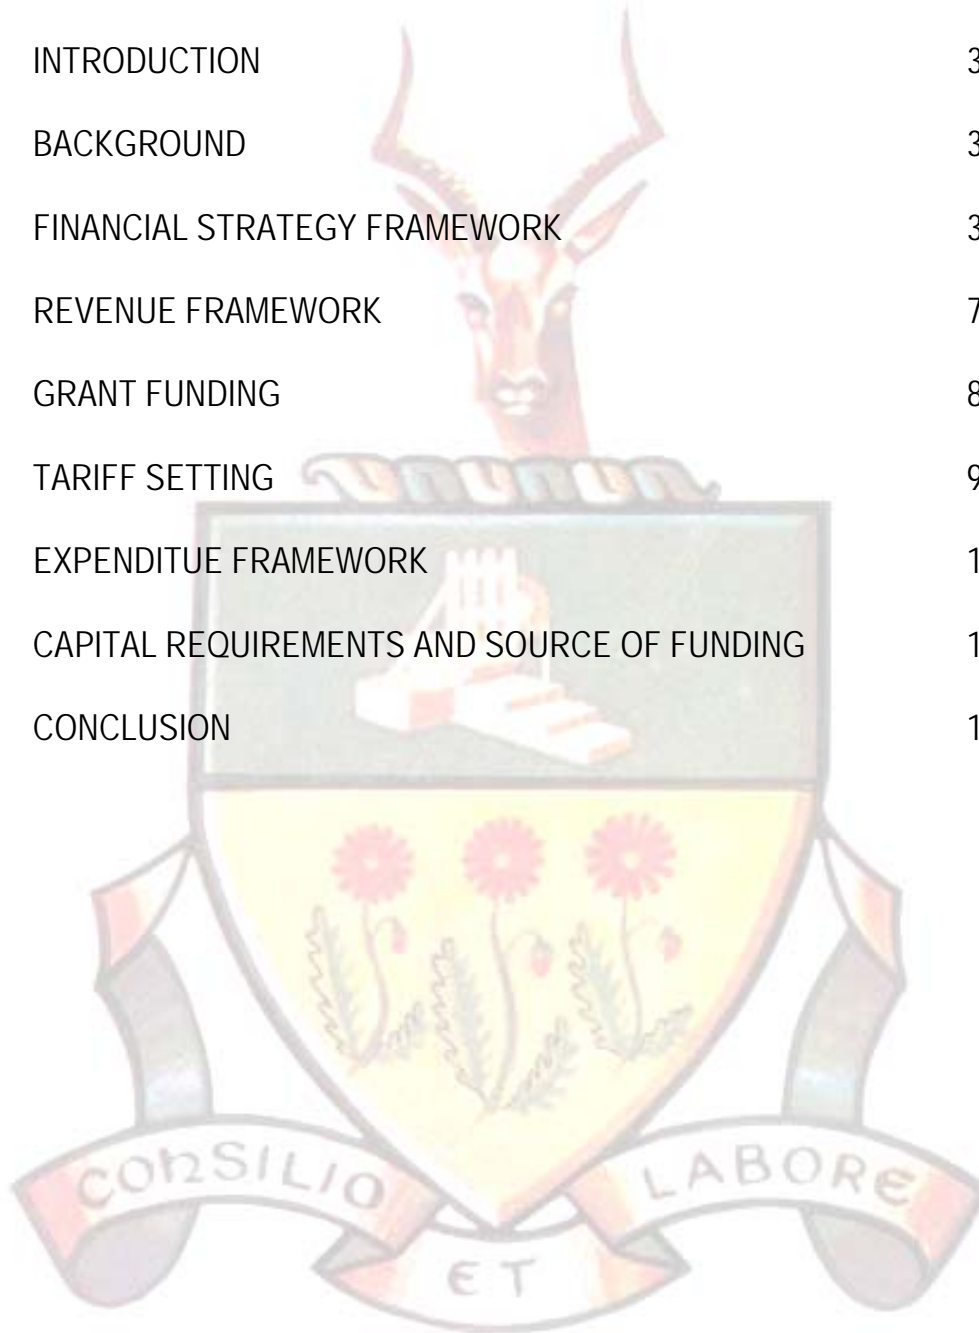 INTRODUCTION 3
BACKGROUND 3
FINANCIAL STRATEGY FRAMEWORK 3
REVENUE FRAMEWORK 7
GRANT FUNDING 8
TARIFF SETTING 9
EXPENDITUE FRAMEWORK 1
CAPITAL REQUIREMENTS AND SOURCE OF FUNDING 1
CONCLUSION 1
CONSILIO LABORE
ET